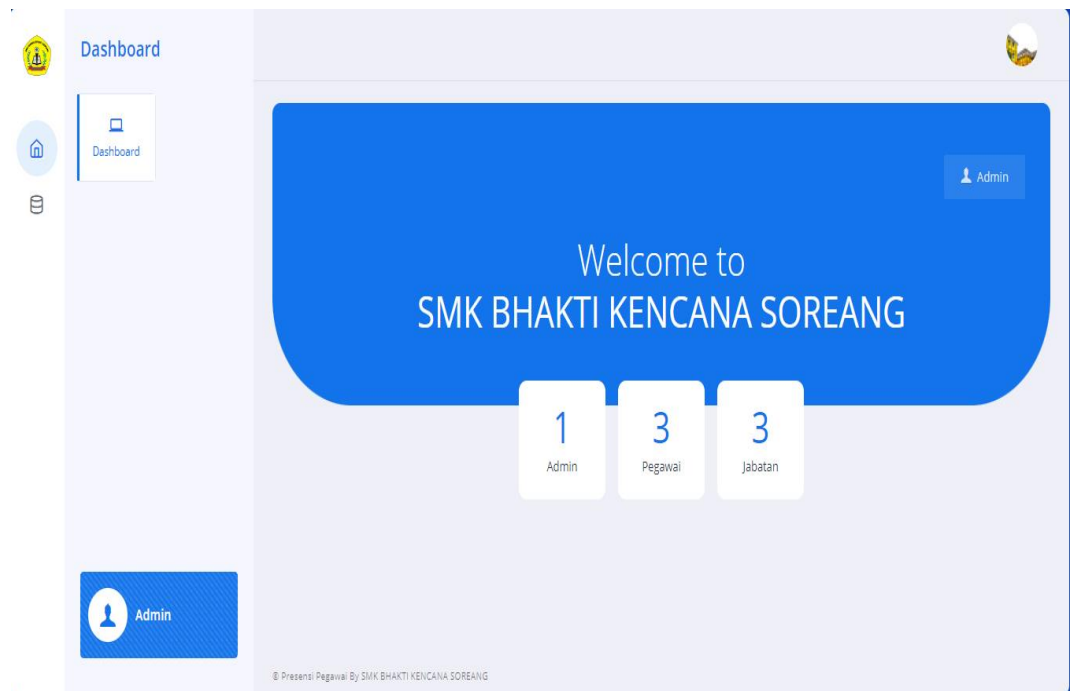 Dashboard
Dashboard
Admin
Welcome to
SMK BHAKTI KENCANA SOREANG
1
Admin
3
Pegawai
3
Jabatan
Admin
© Presensi Pegawai By SMK BHAKTI KENCANA SOREANG